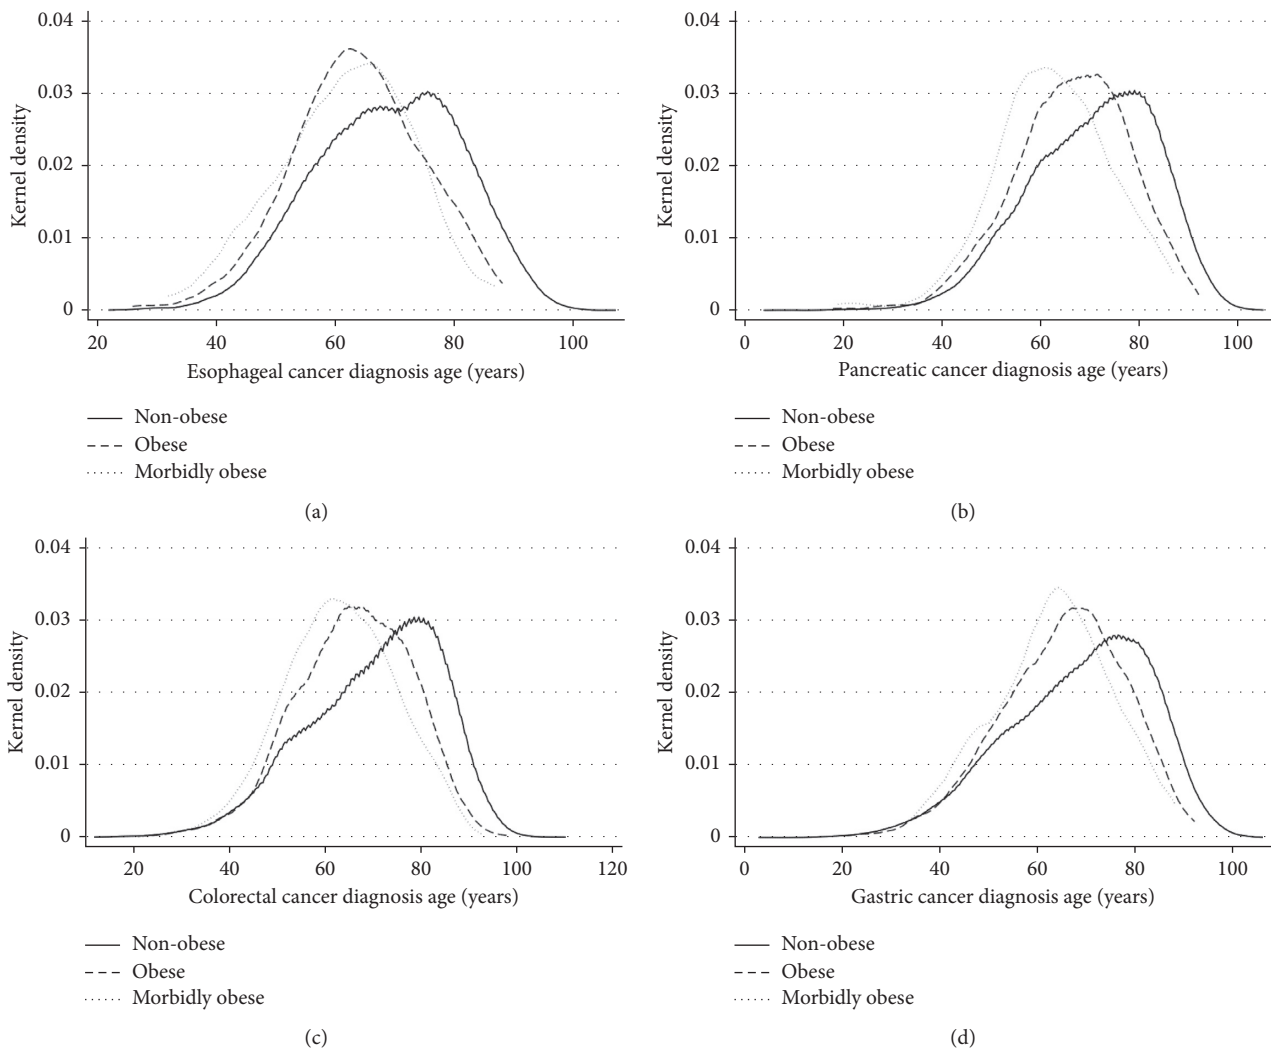 0.04
0.03
0.02
0.01
0
Kernel density
20 40 60 80 100
Esophageal cancer diagnosis age (years)
Non-obese
Obese
Morbidly obese
(a)
0.04
0.03
0.02
0.01
0
Kernel density
0 20 40 60 80 100
Pancreatic cancer diagnosis age (years)
Non-obese
Obese
Morbidly obese
(b)
0.04
0.03
0.02
0.01
0
Kernel density
20 40 60 80 100 120
Colorectal cancer diagnosis age (years)
Non-obese
Obese
Morbidly obese
(c)
0.04
0.03
0.02
0.01
0
Kernel density
0 20 40 60 80 100
Gastric cancer diagnosis age (years)
Non-obese
Obese
Morbidly obese
(d)